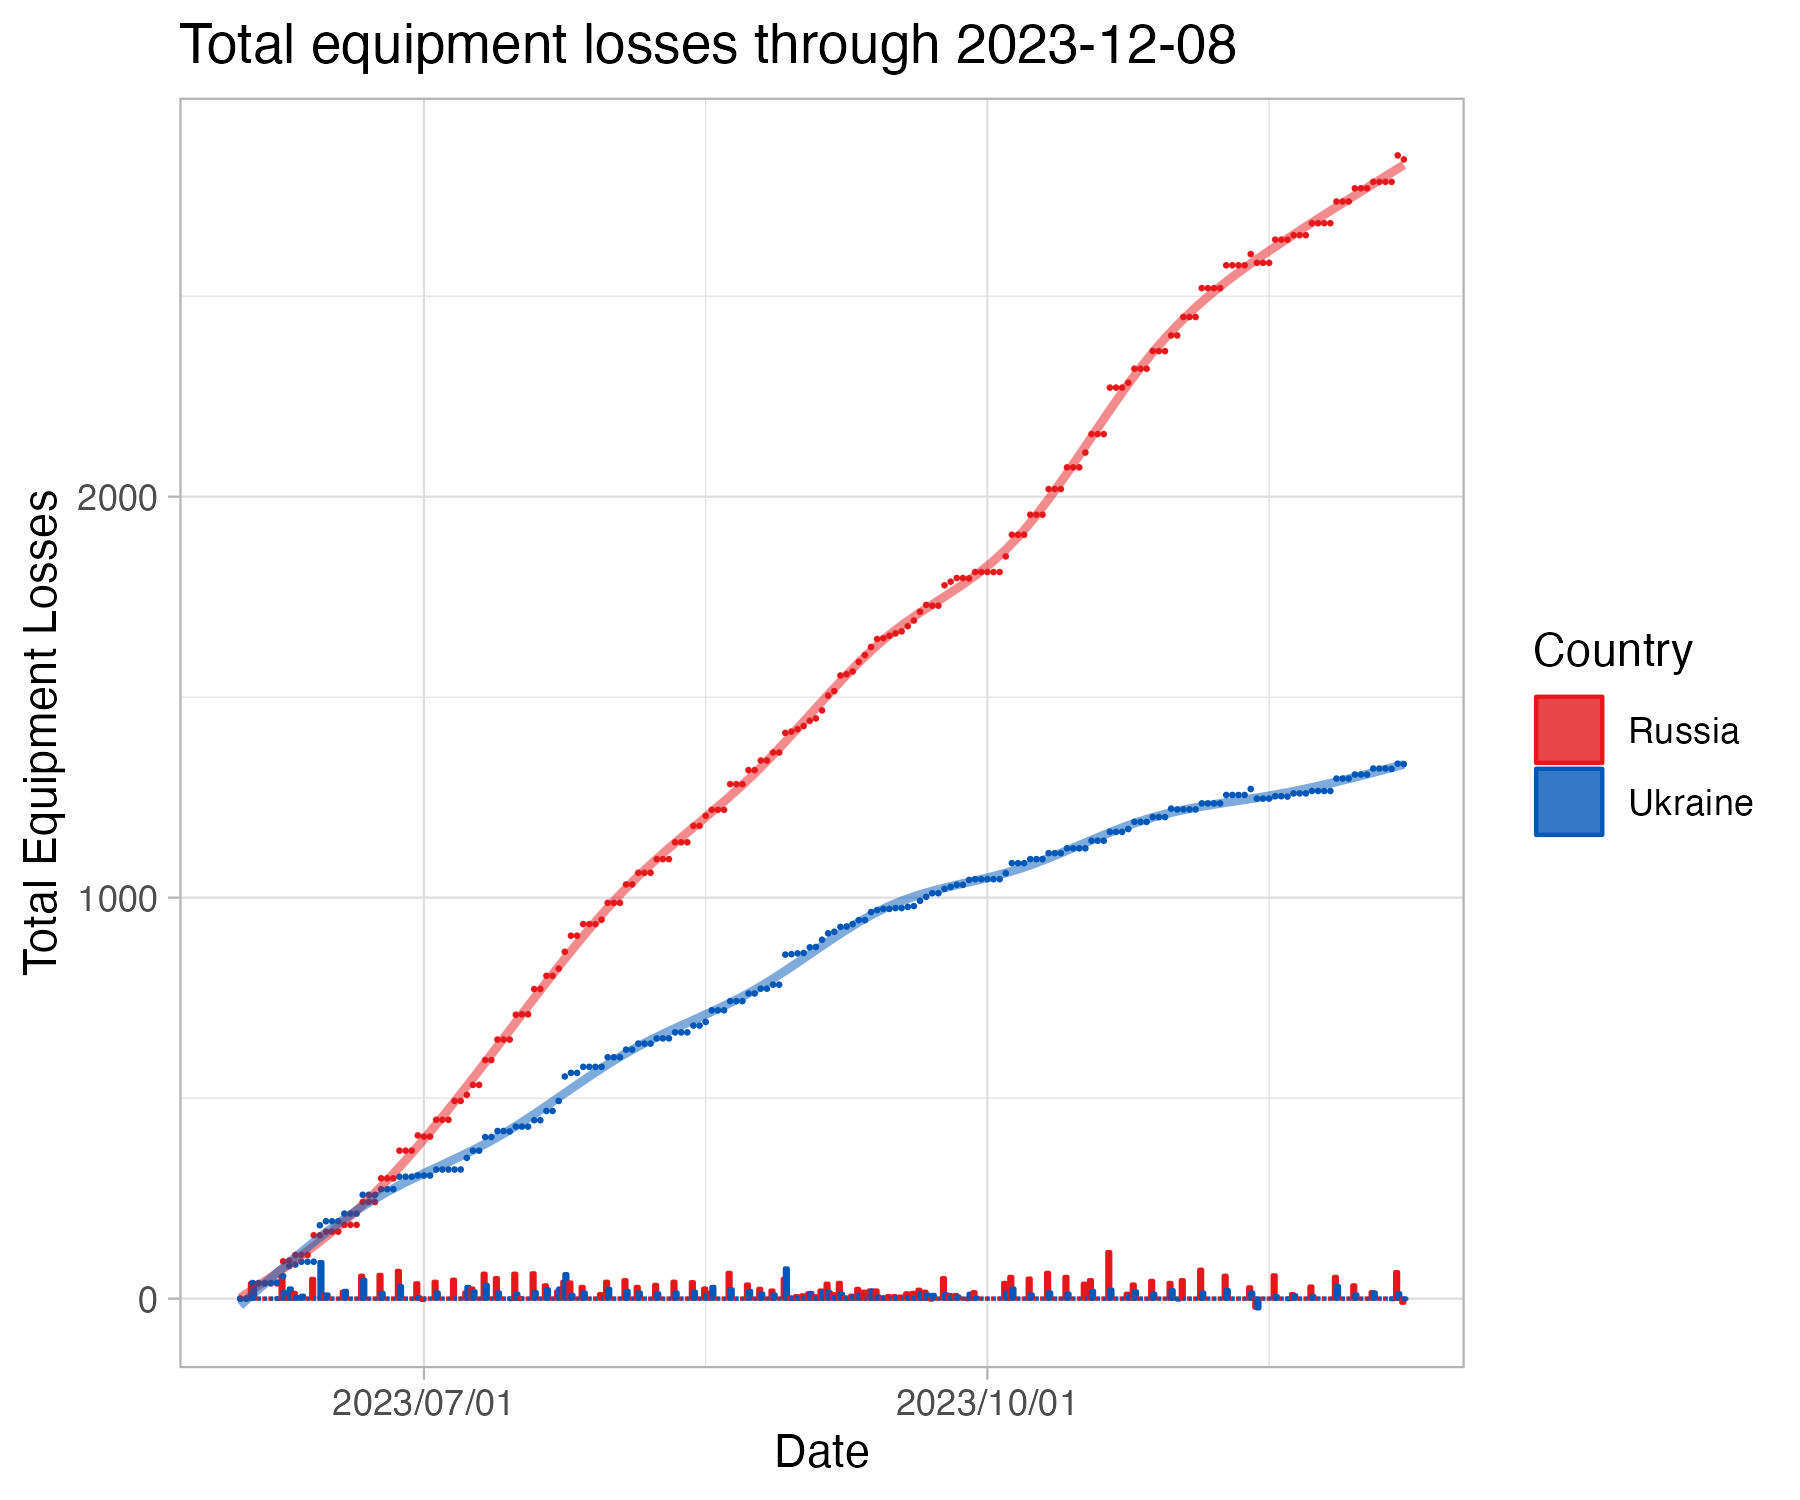 Total equipment losses through 2023-12-08
Total Equipment Losses
2000
1000
0
2023/07/01
2023/10/01
Date
Country
Russia
Ukraine